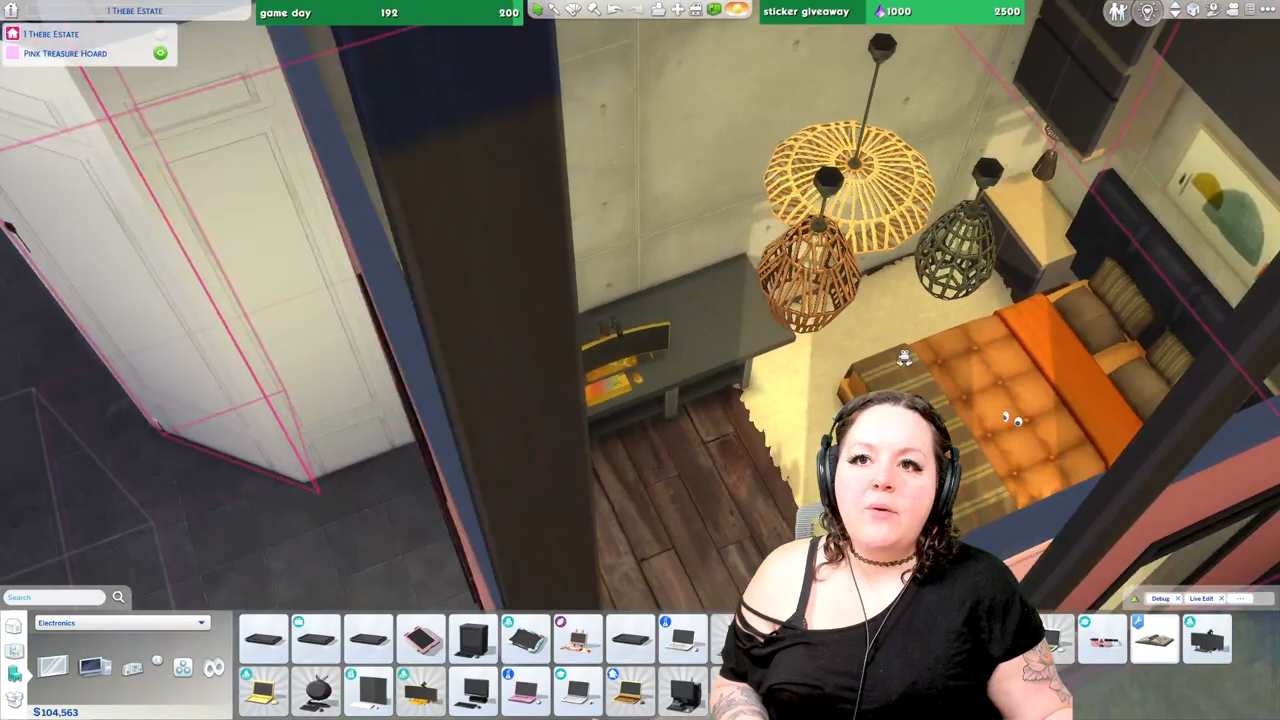 1 Thebe Estate
game day 192 200
sticker giveaway 1000 2500
1 Thebe Estate
Pink Treasure Hoard
Search
Debug Live Edit ...
Electronics
$104,563